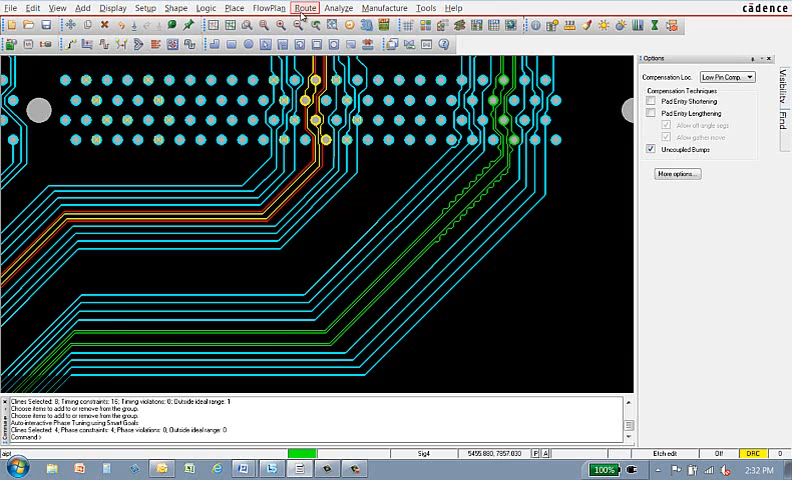 File Edit View Add Display Setup Shape Logic Place FlowPlan Route Analyze Manufacture Tools Help
cādence
Options
Compensation Loc. Low Pin Comp.
Compensation Techniques
Pad Entry Shortening
Pad Entry Lengthening
Allow off angle segs
Allow gather move
Uncoupled Bumps
More options...
Visibility
Find
Clines Selected: 8; Timing constraints: 16; Timing violations: 0; Outside ideal range: 1
Choose items to add to or remove from the group.
Choose items to add to or remove from the group.
Auto-interactive Phase Tuning using Smart Goals
Clines Selected: 4; Phase constraints: 4; Phase violations: 0; Outside ideal range: 0
Command >
Command
aipt
Sig4
5455.880, 7857.830
P A
Etch edit
Off
DRC
0
100%
2:32 PM